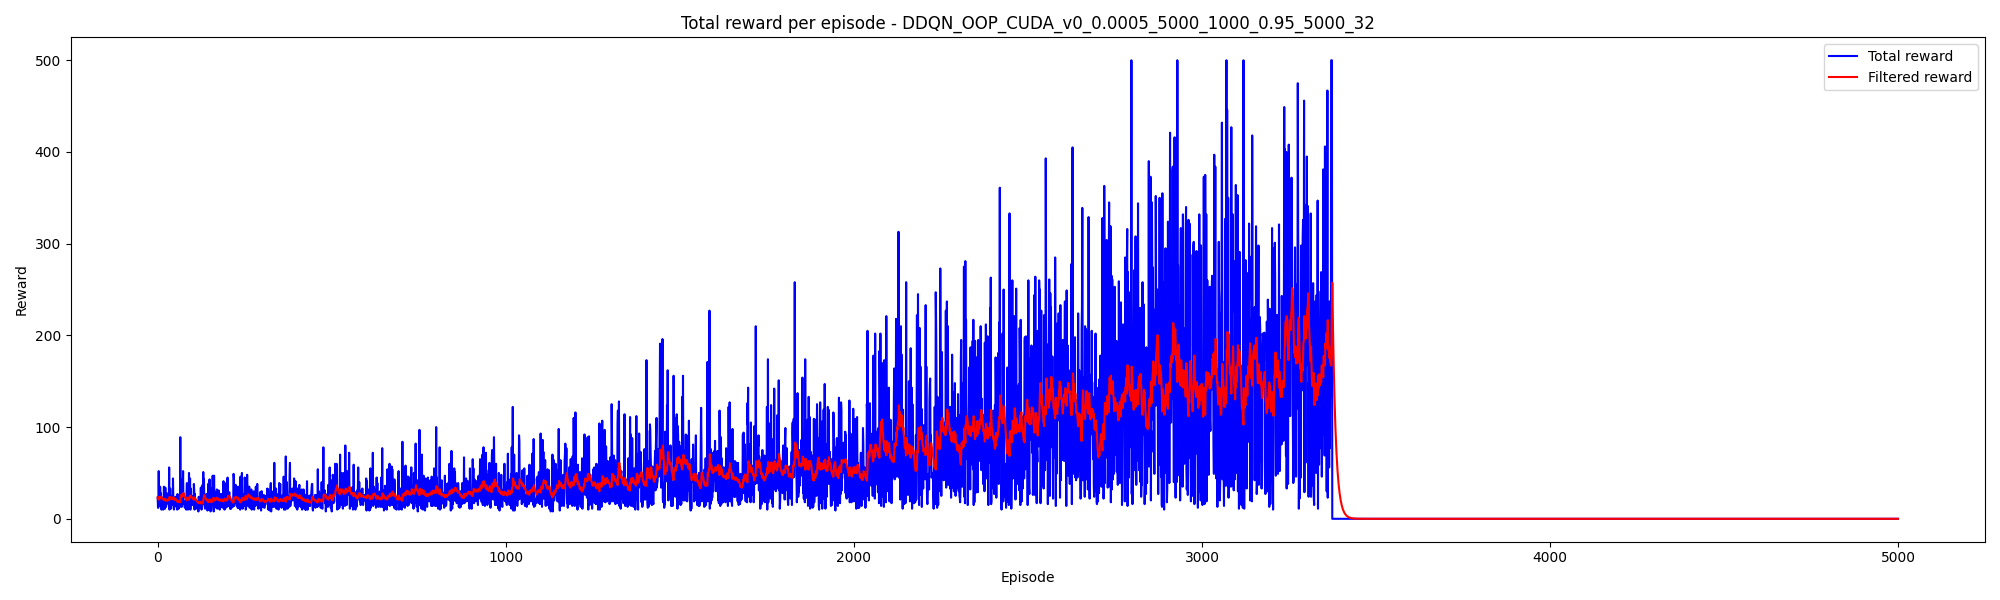 Total reward per episode - DDQN_OOP_CUDA_v0_0.0005_5000_1000_0.95_5000_32
Total reward
Filtered reward
Reward
500
400
300
200
100
0
0 1000 2000 3000 4000 5000
Episode